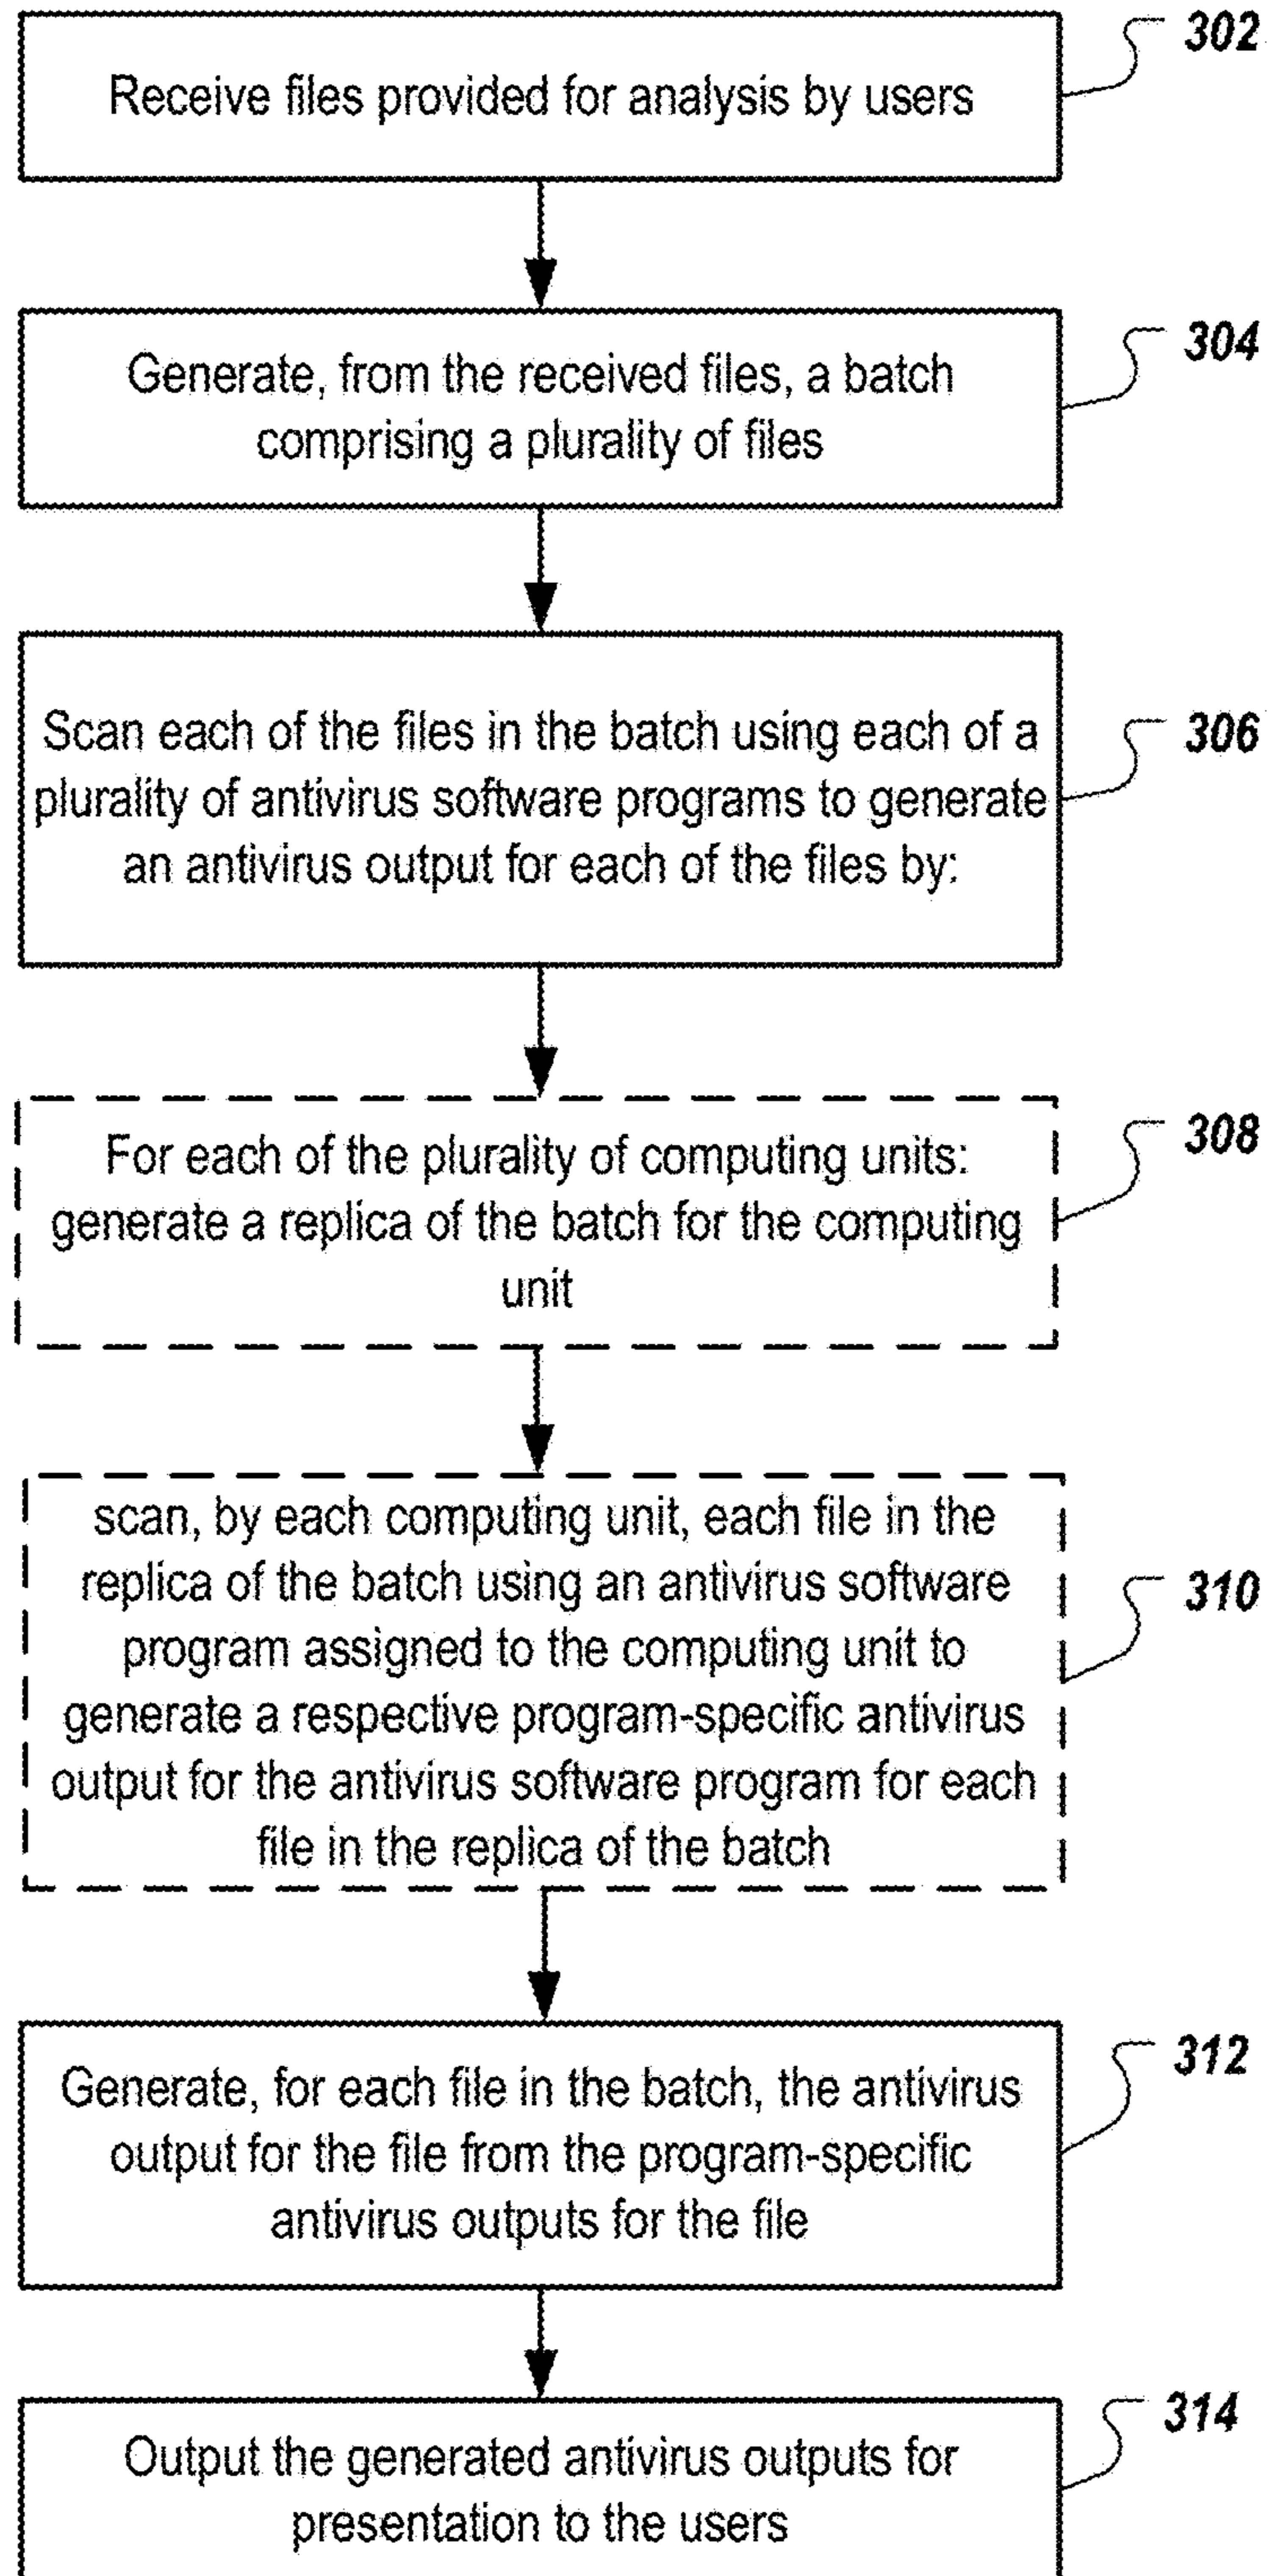 302
Receive files provided for analysis by users
304
Generate, from the received files, a batch
comprising a plurality of files
306
Scan each of the files in the batch using each of a
plurality of antivirus software programs to generate
an antivirus output for each of the files by:
308
For each of the plurality of computing units:
generate a replica of the batch for the computing
unit
310
scan, by each computing unit, each file in the
replica of the batch using an antivirus software
program assigned to the computing unit to
generate a respective program-specific antivirus
output for the antivirus software program for each
file in the replica of the batch
312
Generate, for each file in the batch, the antivirus
output for the file from the program-specific
antivirus outputs for the file
314
Output the generated antivirus outputs for
presentation to the users